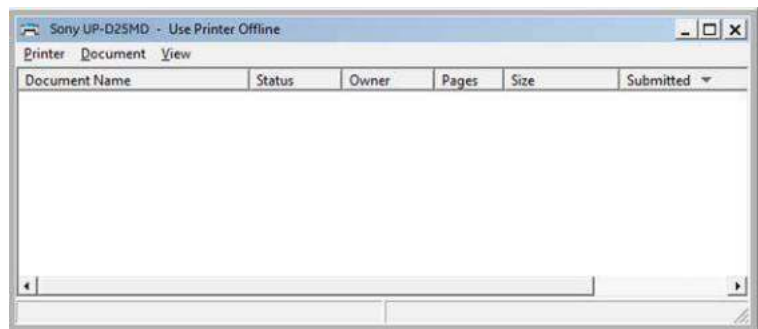 Sony UP-D25MD - Use Printer Offline
Printer Document View
Document Name Status Owner Pages Size Submitted